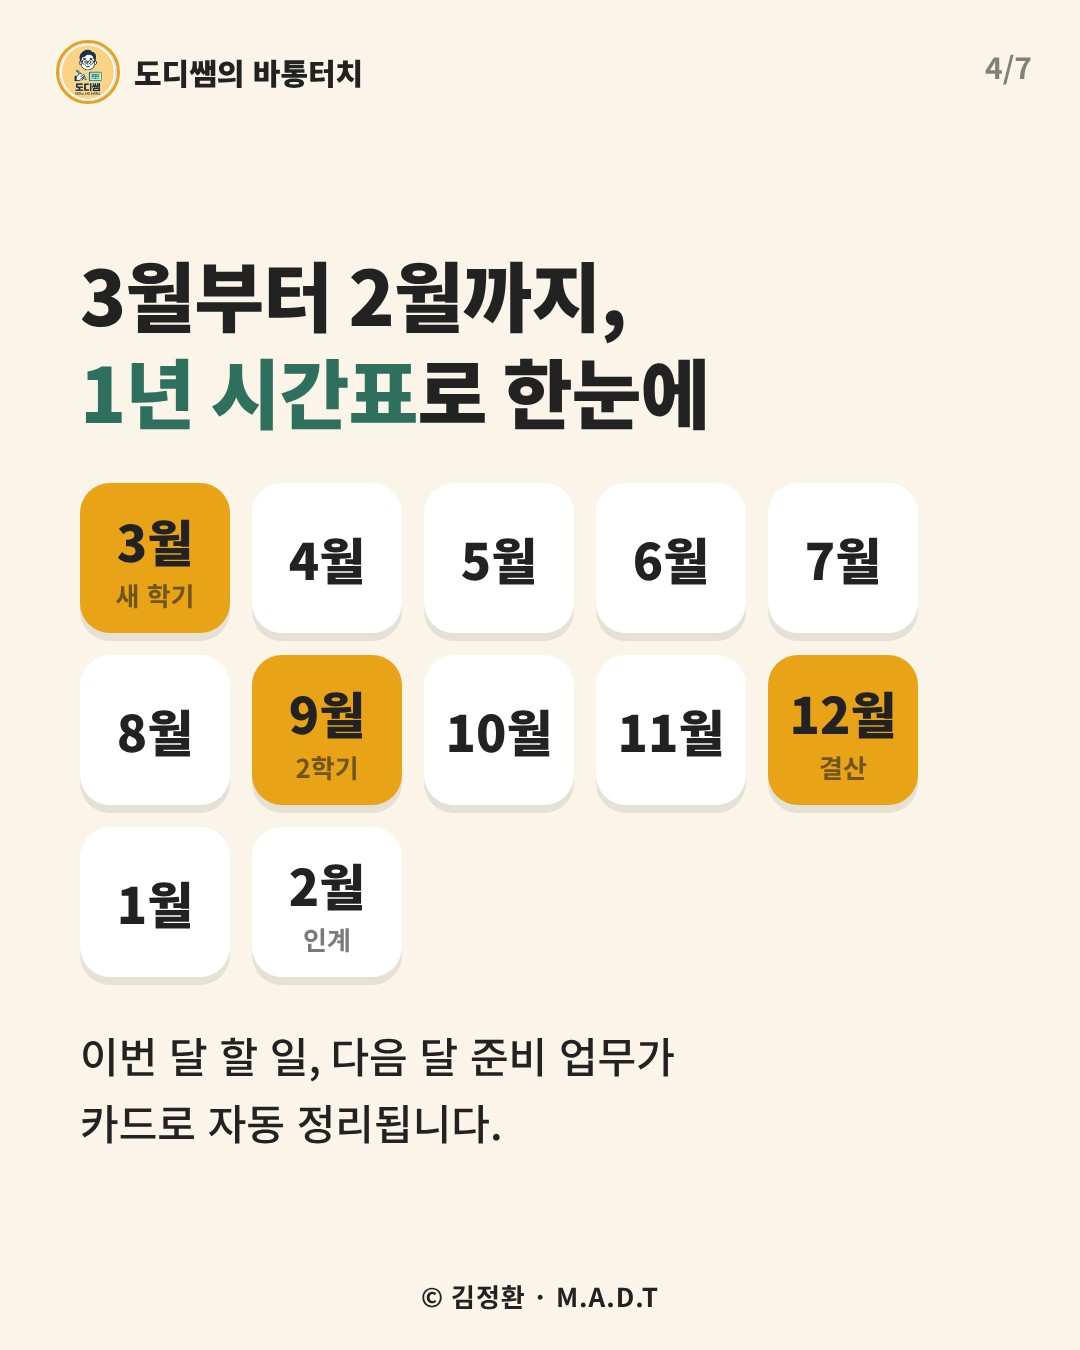 도디쌤
도디쌤의 바통터치
4/7
3월부터 2월까지,
1년 시간표로 한눈에
3월
새 학기
4월
5월
6월
7월
8월
9월
2학기
10월
11월
12월
결산
1월
2월
인계
이번 달 할 일, 다음 달 준비 업무가
카드로 자동 정리됩니다.
© 김정환 · M.A.D.T